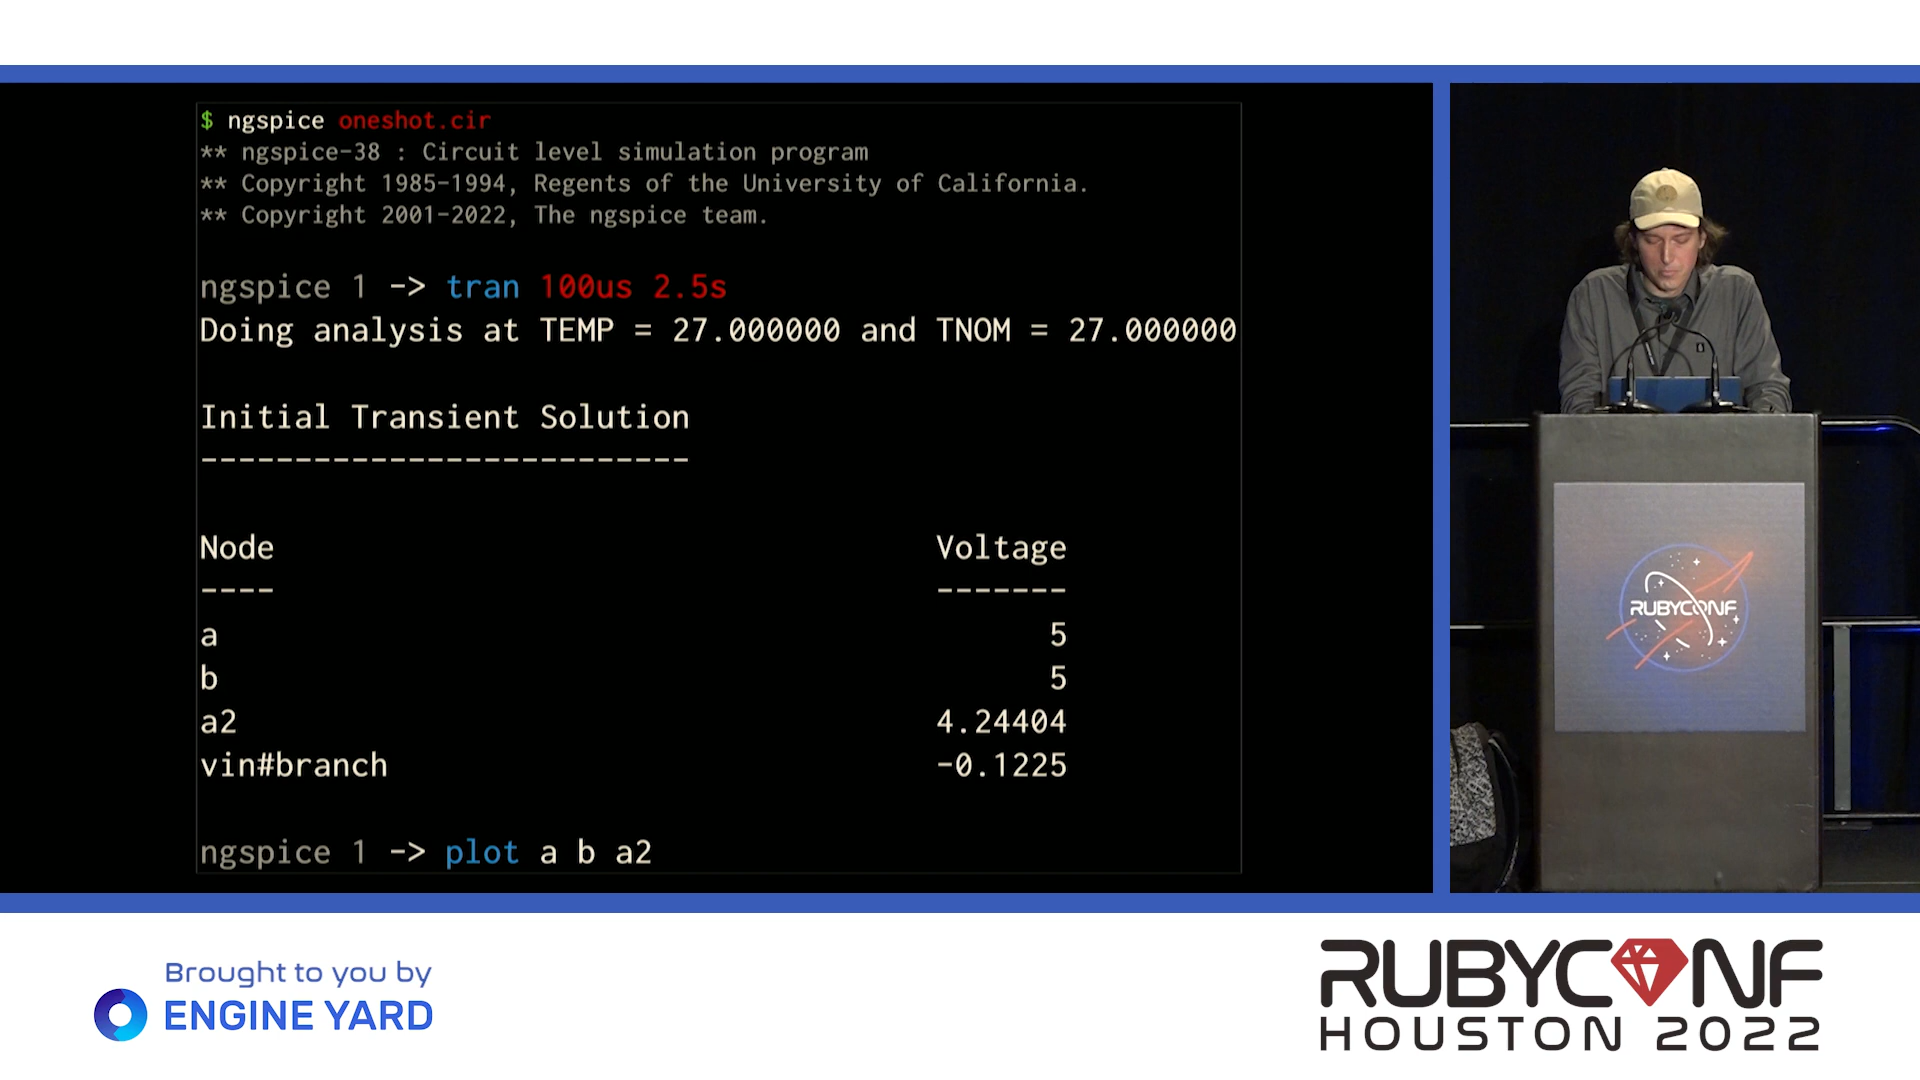 $ ngspice oneshot.cir
** ngspice-38 : Circuit level simulation program
** Copyright 1985-1994, Regents of the University of California.
** Copyright 2001-2022, The ngspice team.
ngspice 1 -> tran 100us 2.5s
Doing analysis at TEMP = 27.000000 and TNOM = 27.000000
Initial Transient Solution
--------------------------
Node Voltage
---- -------
a 5
b 5
a2 4.24404
vin#branch -0.1225
ngspice 1 -> plot a b a2
RUBYCONF
Brought to you by
ENGINE YARD
RUBYCONF
HOUSTON 2022